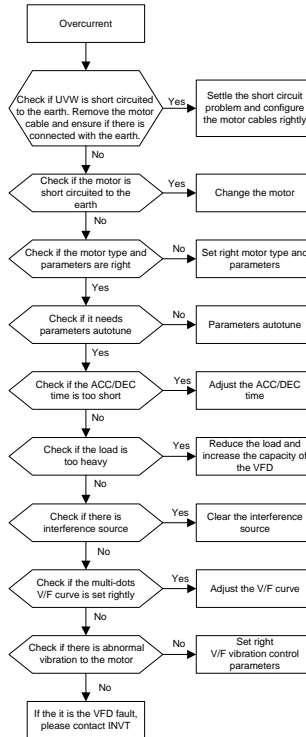 Overcurrent
Check if UVW is short circuited
to the earth. Remove the motor
cable and ensure if there is
connected with the earth.
Yes
Settle the short circuit
problem and configure
the motor cables rightly
No
Check if the motor is
short circuited to the
earth
Yes
Change the motor
No
Check if the motor type and
parameters are right
No
Set right motor type and
parameters
Yes
Check if it needs
parameters autotune
No
Parameters autotune
Yes
Check if the ACC/DEC
time is too short
Yes
Adjust the ACC/DEC
time
No
Check if the load is
too heavy
Yes
Reduce the load and
increase the capacity of
the VFD
No
Check if there is
interference source
Yes
Clear the interference
source
No
Check if the multi-dots
V/F curve is set rightly
Yes
Adjust the V/F curve
No
Check if there is abnormal
vibration to the motor
No
Set right
V/F vibration control
parameters
No
If the it is the VFD fault,
please contact INVT